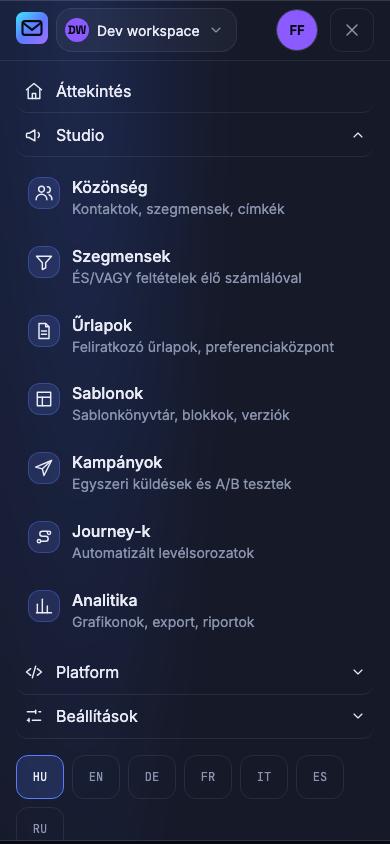 DW Dev workspace FF
Áttekintés
Studio
Közönség
Kontaktok, szegmensek, címkék
Szegmensek
ÉS/VAGY feltételek élő számlálóval
Űrlapok
Feliratkozó űrlapok, preferenciaközpont
Sablonok
Sablonkönyvtár, blokkok, verziók
Kampányok
Egyszeri küldések és A/B tesztek
Journey-k
Automatizált levélsorozatok
Analitika
Grafikonok, export, riportok
Platform
Beállítások
HU EN DE FR IT ES
RU